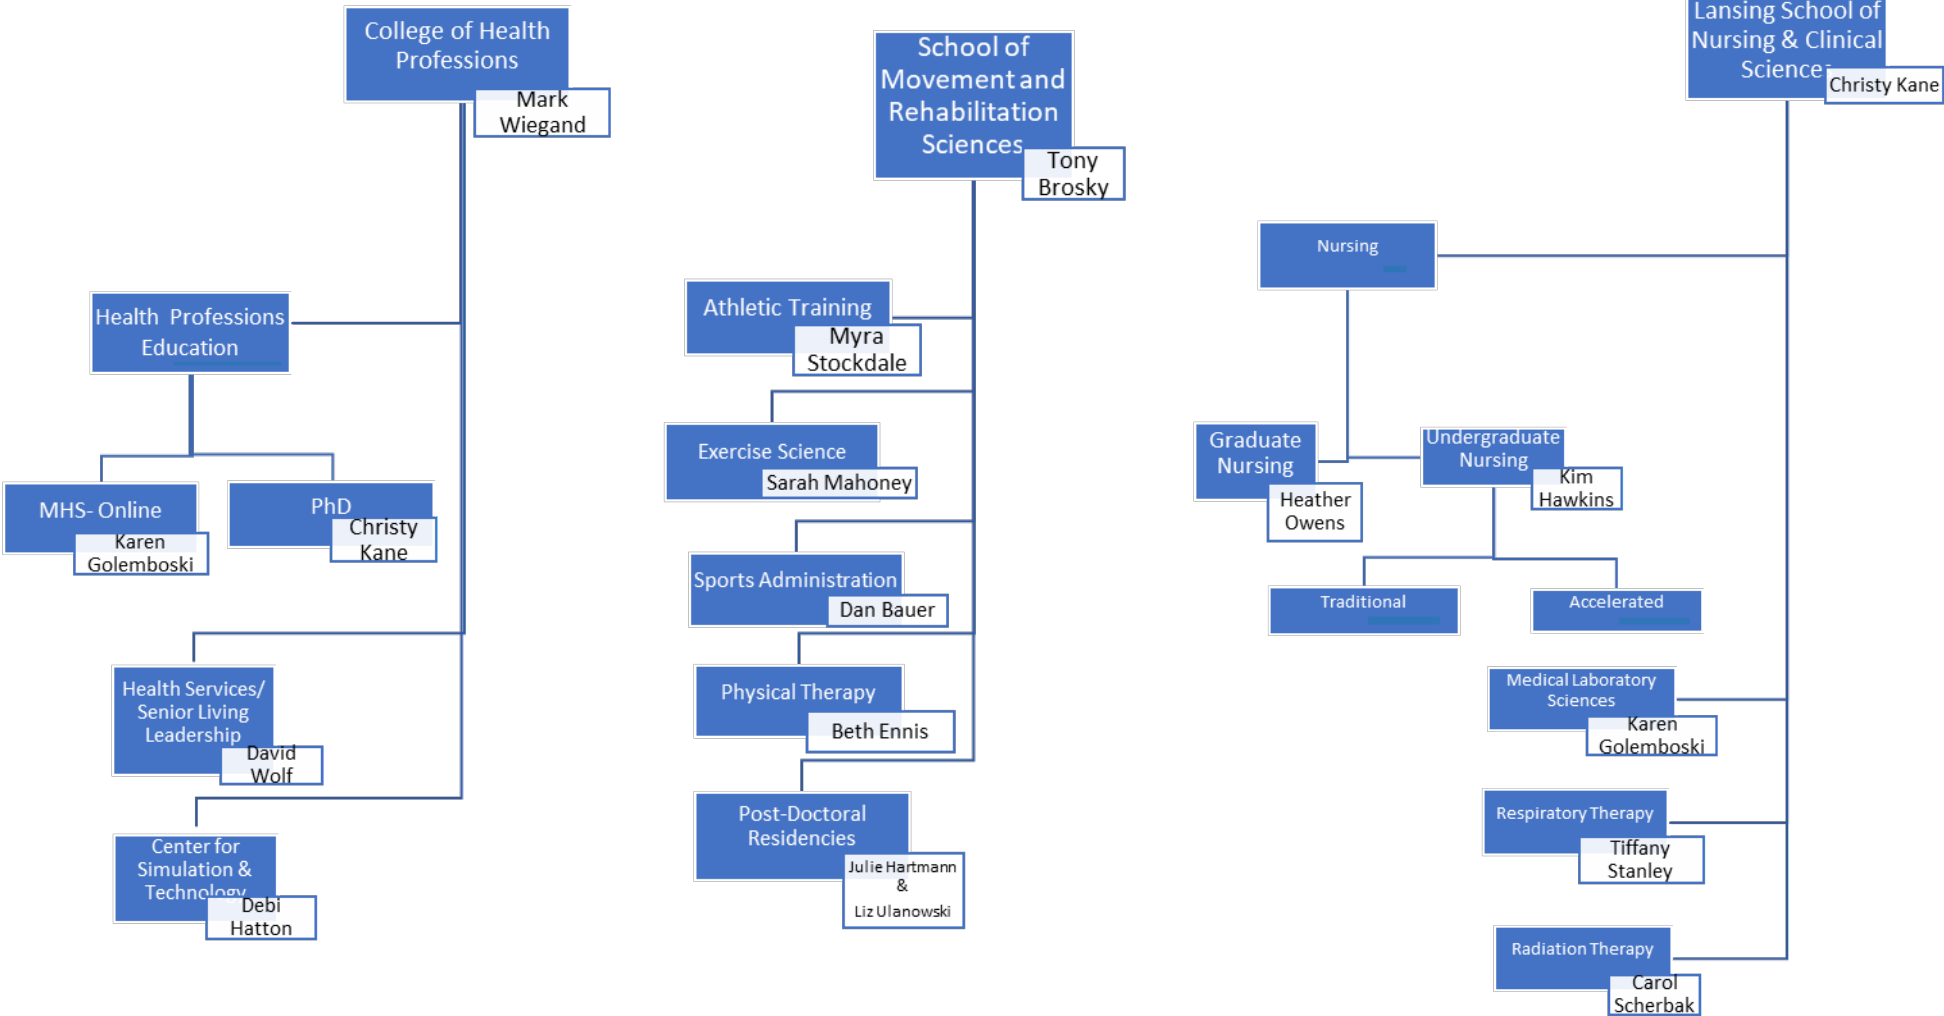 College of Health
Professions
Mark
Wiegand
Health Professions
Education
MHS- Online
Karen
Golemboski
PhD
Christy
Kane
Health Services/
Senior Living
Leadership
David
Wolf
Center for
Simulation &
Technology
Debi
Hatton
School of
Movement and
Rehabilitation
Sciences
Tony
Brosky
Athletic Training
Myra
Stockdale
Exercise Science
Sarah Mahoney
Sports Administration
Dan Bauer
Physical Therapy
Beth Ennis
Post-Doctoral
Residencies
Julie Hartmann
&
Liz Ulanowski
Lansing School of
Nursing & Clinical
Sciences
Christy Kane
Nursing
Graduate
Nursing
Heather
Owens
Undergraduate
Nursing
Kim
Hawkins
Traditional
Accelerated
Medical Laboratory
Sciences
Karen
Golemboski
Respiratory Therapy
Tiffany
Stanley
Radiation Therapy
Carol
Scherbak